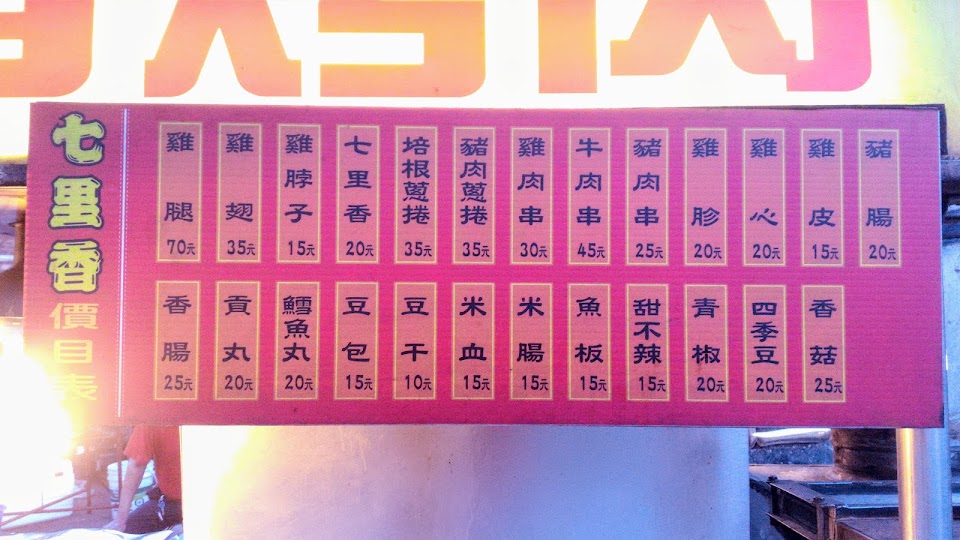 七里香價目表
雞腿 70元
雞翅 35元
雞脖子 15元
七里香 20元
培根蔥捲 35元
豬肉蔥捲 35元
雞肉串 30元
牛肉串 45元
豬肉串 25元
雞胗 20元
雞心 20元
雞皮 15元
豬腸 20元
香腸 25元
貢丸 20元
鱈魚丸 20元
豆包 15元
豆干 10元
米血 15元
米腸 15元
魚板 15元
甜不辣 15元
青椒 20元
四季豆 20元
香菇 25元